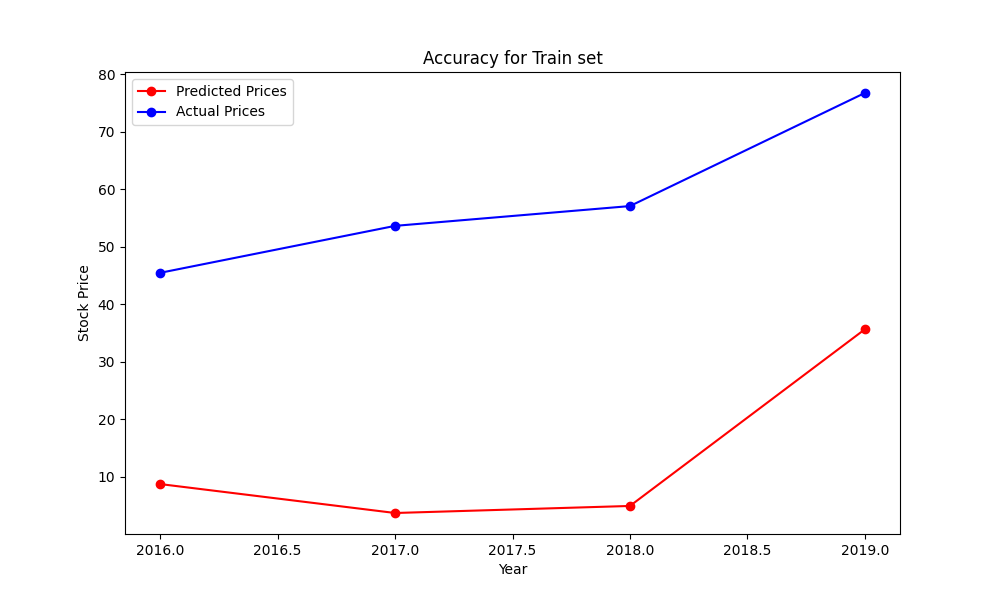 Accuracy for Train set
Predicted Prices
Actual Prices
80
70
60
50
40
30
20
10
Stock Price
2016.0 2016.5 2017.0 2017.5 2018.0 2018.5 2019.0
Year